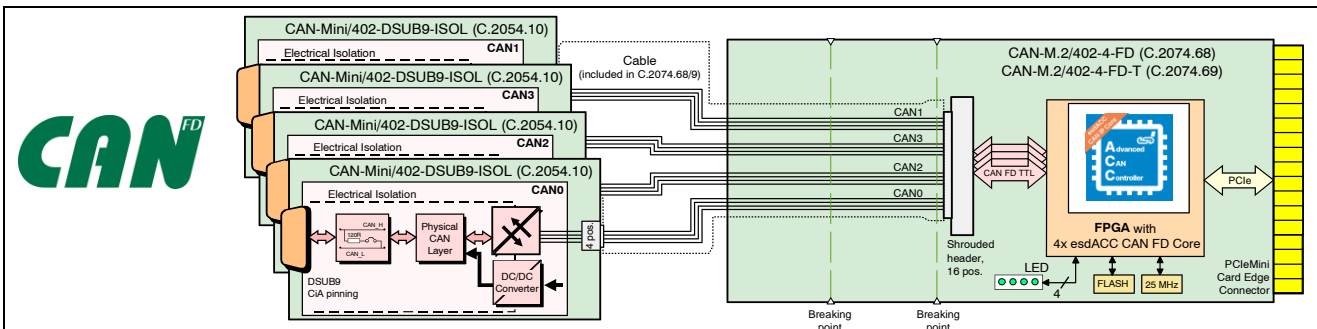 CAN FD
CAN-Mini/402-DSUB9-ISOL (C.2054.10)
Electrical Isolation
CAN1
CAN-Mini/402-DSUB9-ISOL (C.2054.10)
Electrical Isolation
CAN3
CAN-Mini/402-DSUB9-ISOL (C.2054.10)
Electrical Isolation
CAN2
CAN-Mini/402-DSUB9-ISOL (C.2054.10)
CAN0
Electrical Isolation
CAN_H
120R
CAN_L
Physical
CAN
Layer
DC/DC
Converter
DSUB9
CiA pinning
4 pos.
Cable
(included in C.2074.68/9)
CAN-M.2/402-4-FD (C.2074.68)
CAN-M.2/402-4-FD-T (C.2074.69)
CAN1
CAN3
CAN2
CAN0
CAN FD TTL
Shrouded
header,
16 pos.
esdACC
CAN IP Core
esd
Advanced
CAN
Controller
FPGA with
4x esdACC CAN FD Core
PCIe
LED
4
FLASH
25 MHz
PCIeMini
Card Edge
Connector
Breaking
point
Breaking
point